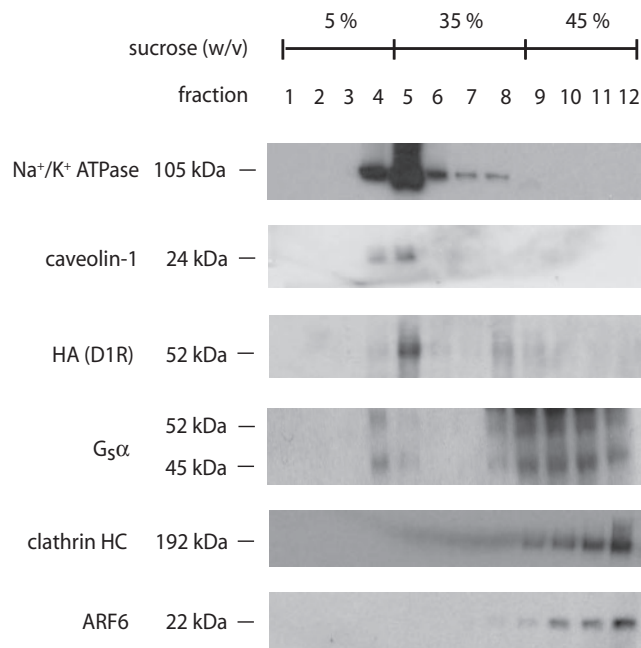 5 % 35 % 45 %
sucrose (w/v)
fraction 1 2 3 4 5 6 7 8 9 10 11 12
Na⁺/K⁺ ATPase 105 kDa –
caveolin-1 24 kDa –
HA (D1R) 52 kDa –
52 kDa –
GSα
45 kDa –
clathrin HC 192 kDa –
ARF6 22 kDa –